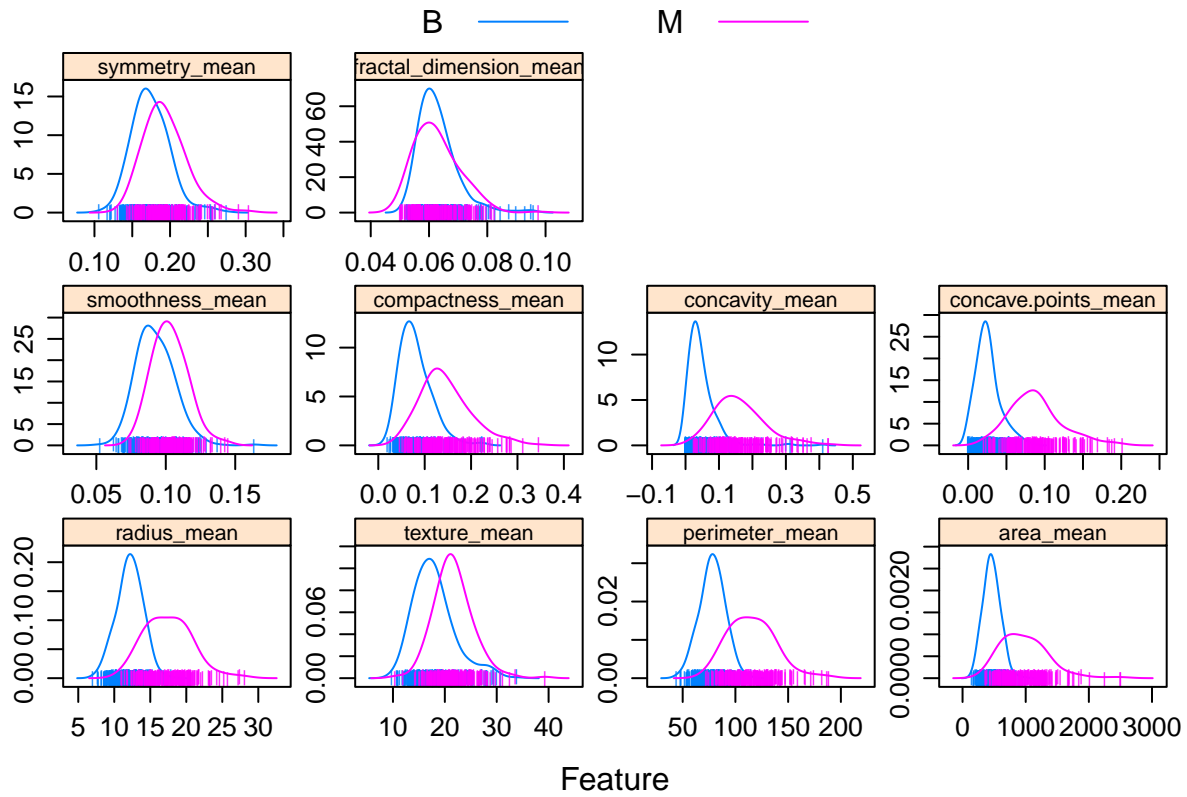 B M
symmetry_mean fractal_dimension_mean
0 5 10 15
0 20 40 60
0.10 0.20 0.30
0.04 0.06 0.08 0.10
smoothness_mean compactness_mean concavity_mean concave.points_mean
0 5 15 25
0 5 10
0 5 10
0 5 15 25
0.05 0.10 0.15
0.0 0.1 0.2 0.3 0.4
−0.1 0.1 0.3 0.5
0.00 0.10 0.20
radius_mean texture_mean perimeter_mean area_mean
0.00 0.10 0.20
0.00 0.06
0.00 0.02
0.0000 0.0020
5 10 15 20 25 30
10 20 30 40
50 100 150 200
0 1000 2000 3000
Feature